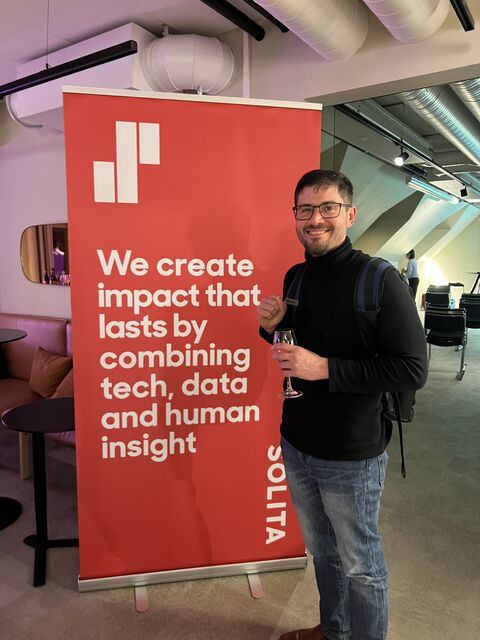 We create
impact that
lasts by
combining
tech, data
and human
insight
SOLITA